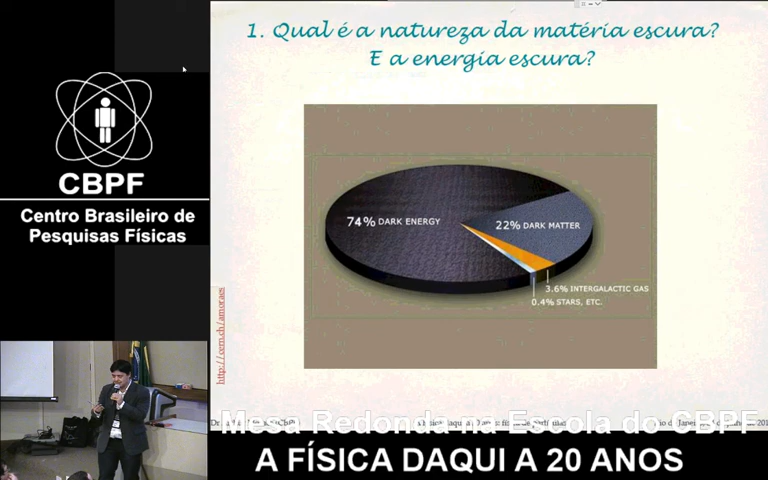 1. Qual é a natureza da matéria escura?
E a energia escura?
CBPF
Centro Brasileiro de
Pesquisas Físicas
74% DARK ENERGY
22% DARK MATTER
3.6% INTERGALACTIC GAS
0.4% STARS, ETC.
http://cern.ch/amoraes
Mesa Redonda na Escola do CBPF
A FÍSICA DAQUI A 20 ANOS